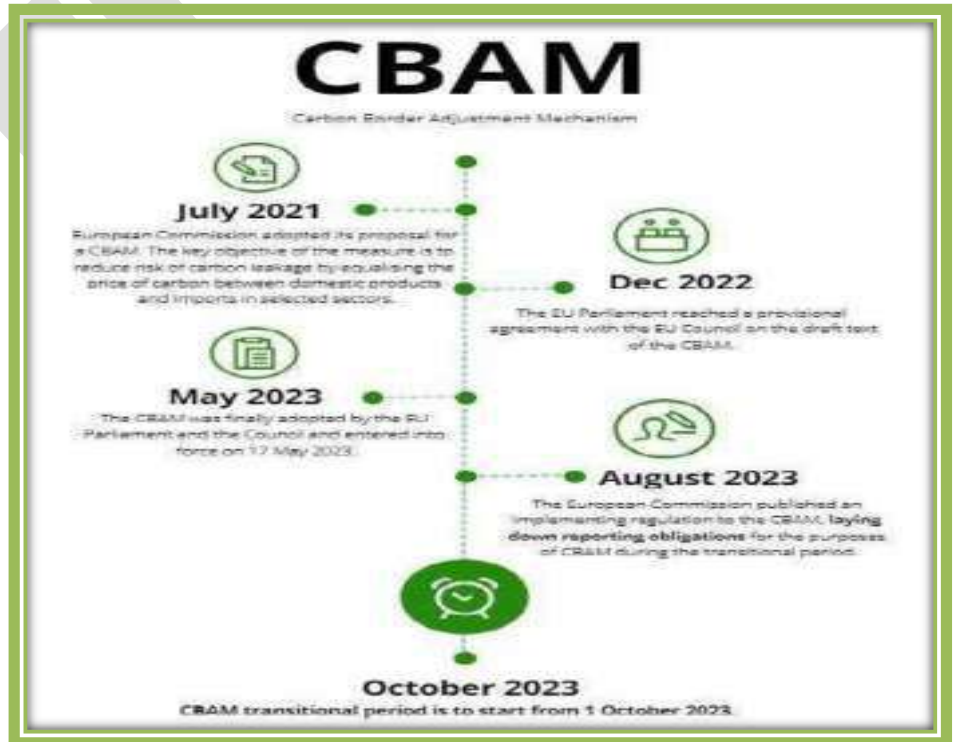 CBAM
Carbon Border Adjustment Mechanism
July 2021
European Commission adopted its proposal for
a CBAM. The key objective of the measure is to
reduce risk of carbon leakage by equalising the
price of carbon between domestic products
and imports in selected sectors.
Dec 2022
The EU Parliament reached a provisional
agreement with the EU Council on the draft text
of the CBAM.
May 2023
The CBAM was finally adopted by the EU
Parliament and the Council and entered into
force on 17 May 2023.
August 2023
The European Commission published an
implementing regulation to the CBAM, laying
down reporting obligations for the purposes
of CBAM during the transitional period.
October 2023
CBAM transitional period is to start from 1 October 2023.